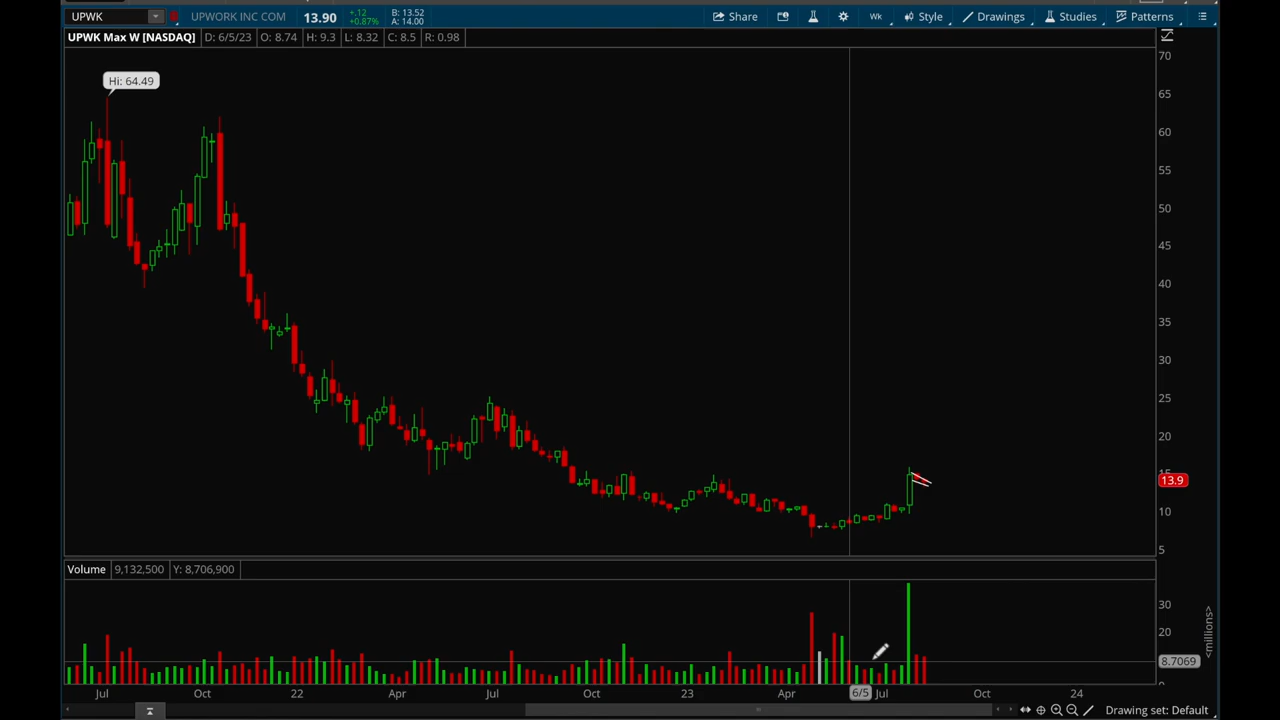 UPWK UPWORK INC COM 13.90 +.12 +0.87% B: 13.52 A: 14.00 Share Wk Style Drawings Studies Patterns
UPWK Max W [NASDAQ] D: 6/5/23 O: 8.74 H: 9.3 L: 8.32 C: 8.5 R: 0.98
Hi: 64.49
70
65
60
55
50
45
40
35
30
25
20
15
13.9
10
5
Volume 9,132,500 Y: 8,706,900
30
20
<millions>
8.7069
Jul Oct 22 Apr Jul Oct 23 Apr 6/5 Jul Oct 24
Drawing set: Default